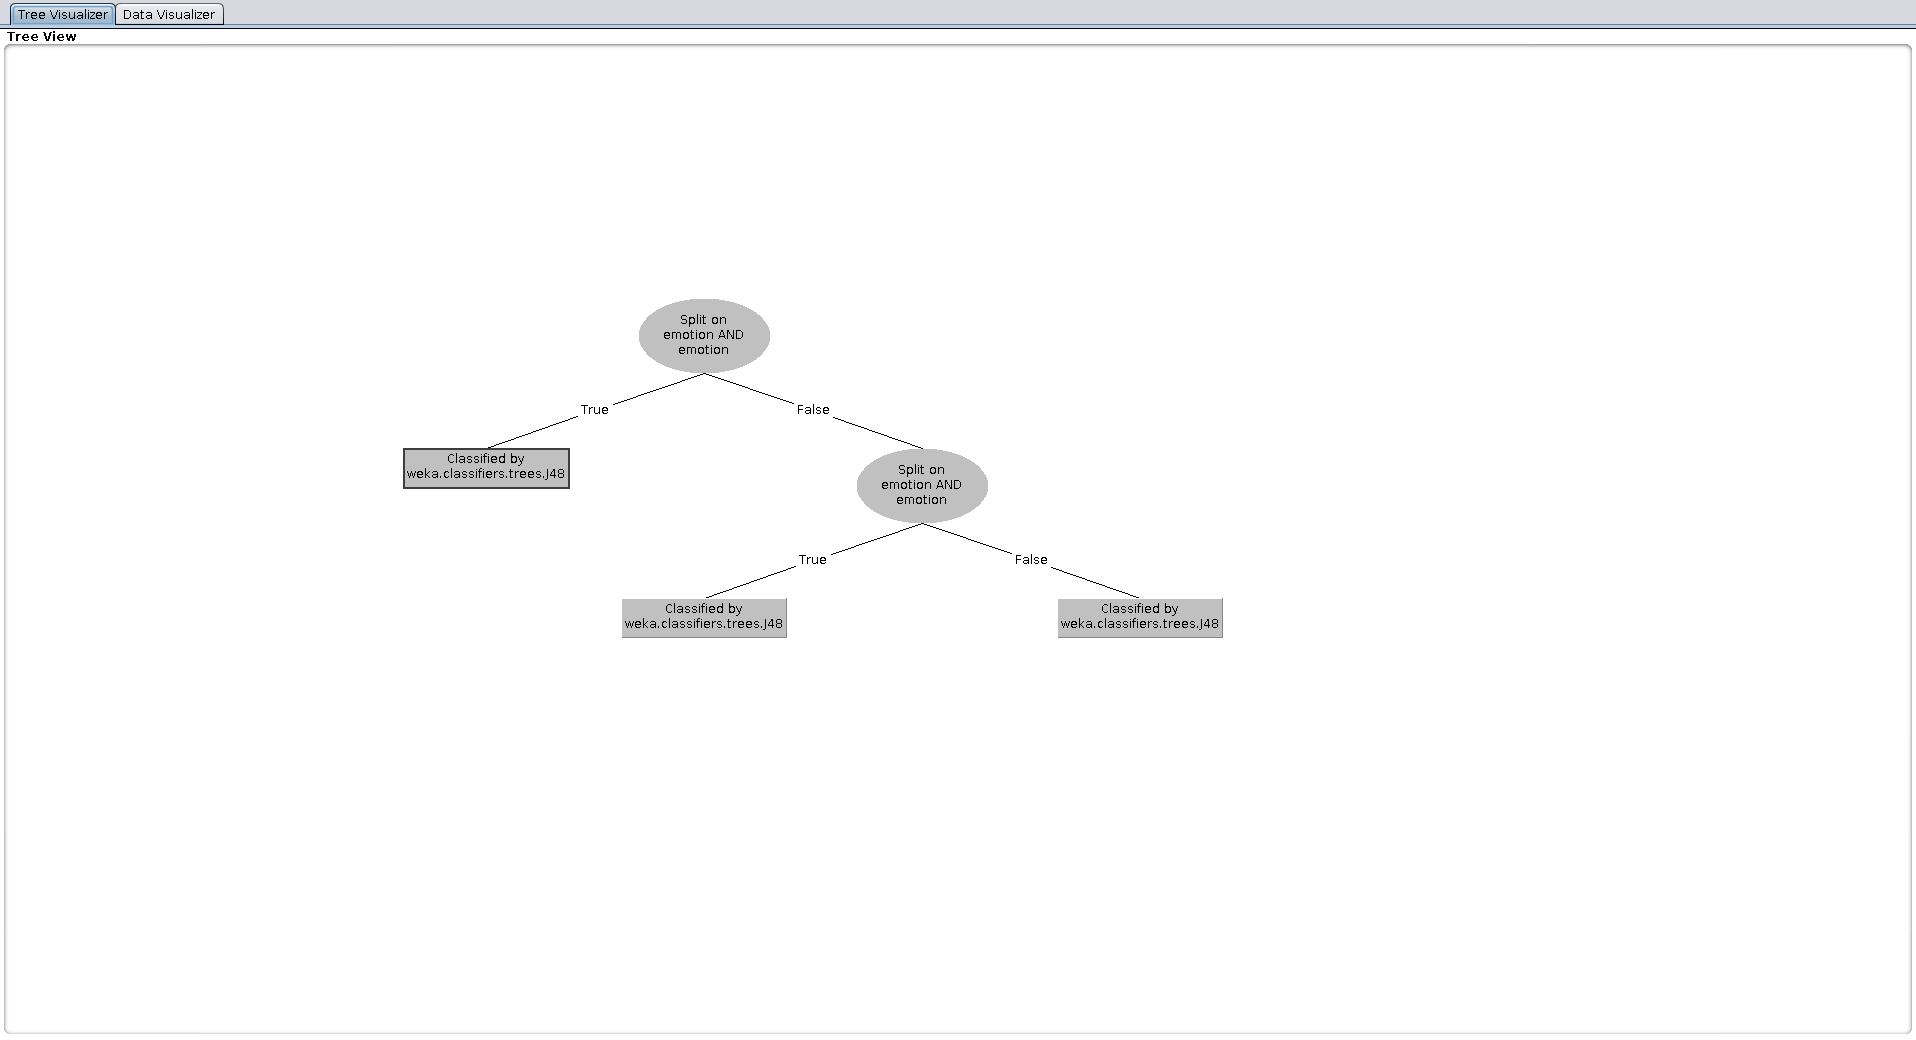 Tree Visualizer
Data Visualizer
Tree View
Split on
emotion AND
emotion
True
False
Classified by
weka.classifiers.trees.J48
Split on
emotion AND
emotion
True
False
Classified by
weka.classifiers.trees.J48
Classified by
weka.classifiers.trees.J48